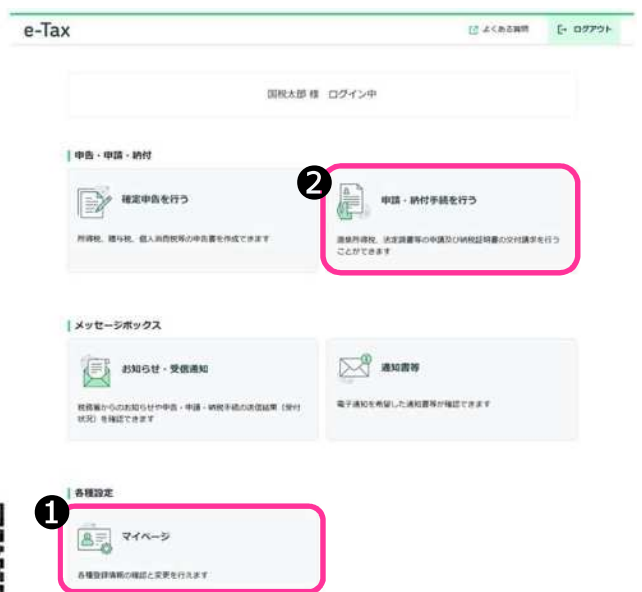 e-Tax
よくある質問
ログアウト
国税太郎 様 ログイン中
申告・申請・納付
確定申告を行う
所得税、贈与税、個人消費税等の申告書を作成できます
❷
申請・納付手続を行う
源泉所得税、法定調書等の申請及び納税証明書の交付請求を行う
ことができます
メッセージボックス
お知らせ・受信通知
税務署からのお知らせや申告・申請・納税手続の送信結果（受付
状況）を確認できます
通知書等
電子通知を希望した通知書等が確認できます
各種設定
❶
マイページ
各種登録情報の確認と変更を行えます